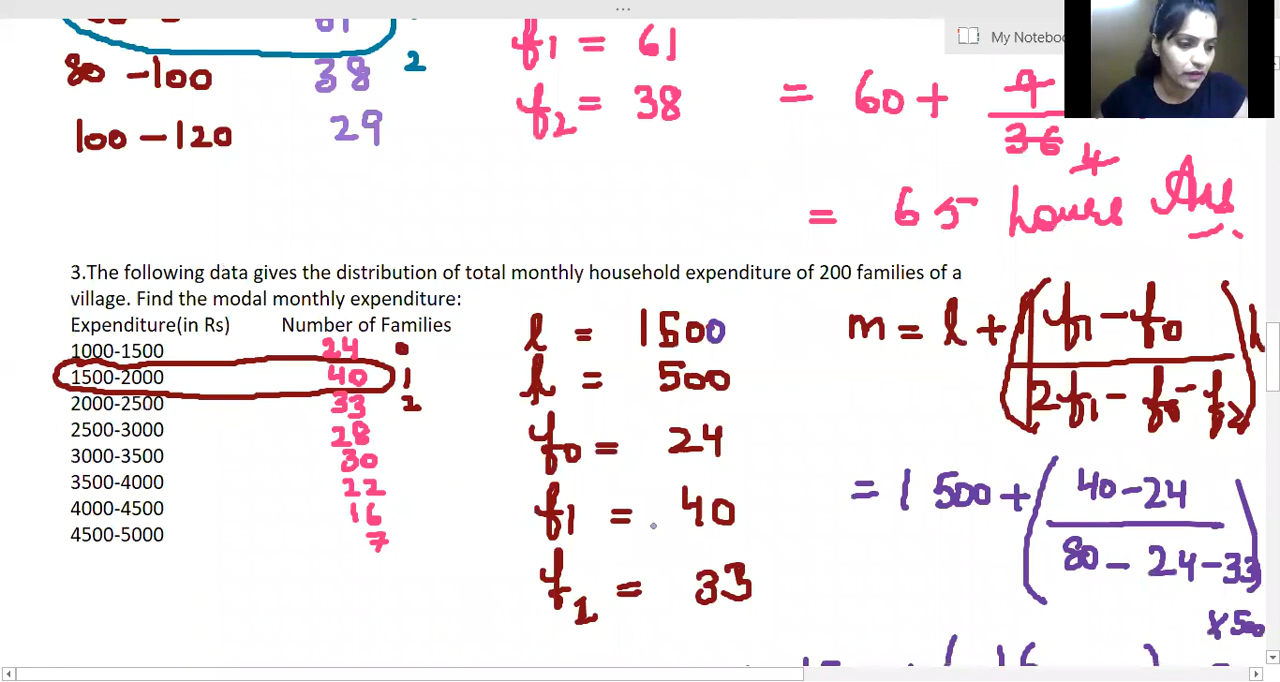 My Notebo
2
80 - 100 38
100 - 120 29
f1 = 61
f2 = 38
= 60 + 9
36
4
= 65 hours Ans
3.The following data gives the distribution of total monthly household expenditure of 200 families of a
village. Find the modal monthly expenditure:
Expenditure(in Rs) Number of Families
1000-1500 24 0
1500-2000 40 1
2000-2500 33 2
2500-3000 28
3000-3500 30
3500-4000 22
4000-4500 16
4500-5000 7
l = 1500
h = 500
f0 = 24
f1 = 40
f2 = 33
m = l + (f1 - f0
2f1 - f0 - f2) h
= 1500 + (40 - 24
80 - 24 - 33)
x 500